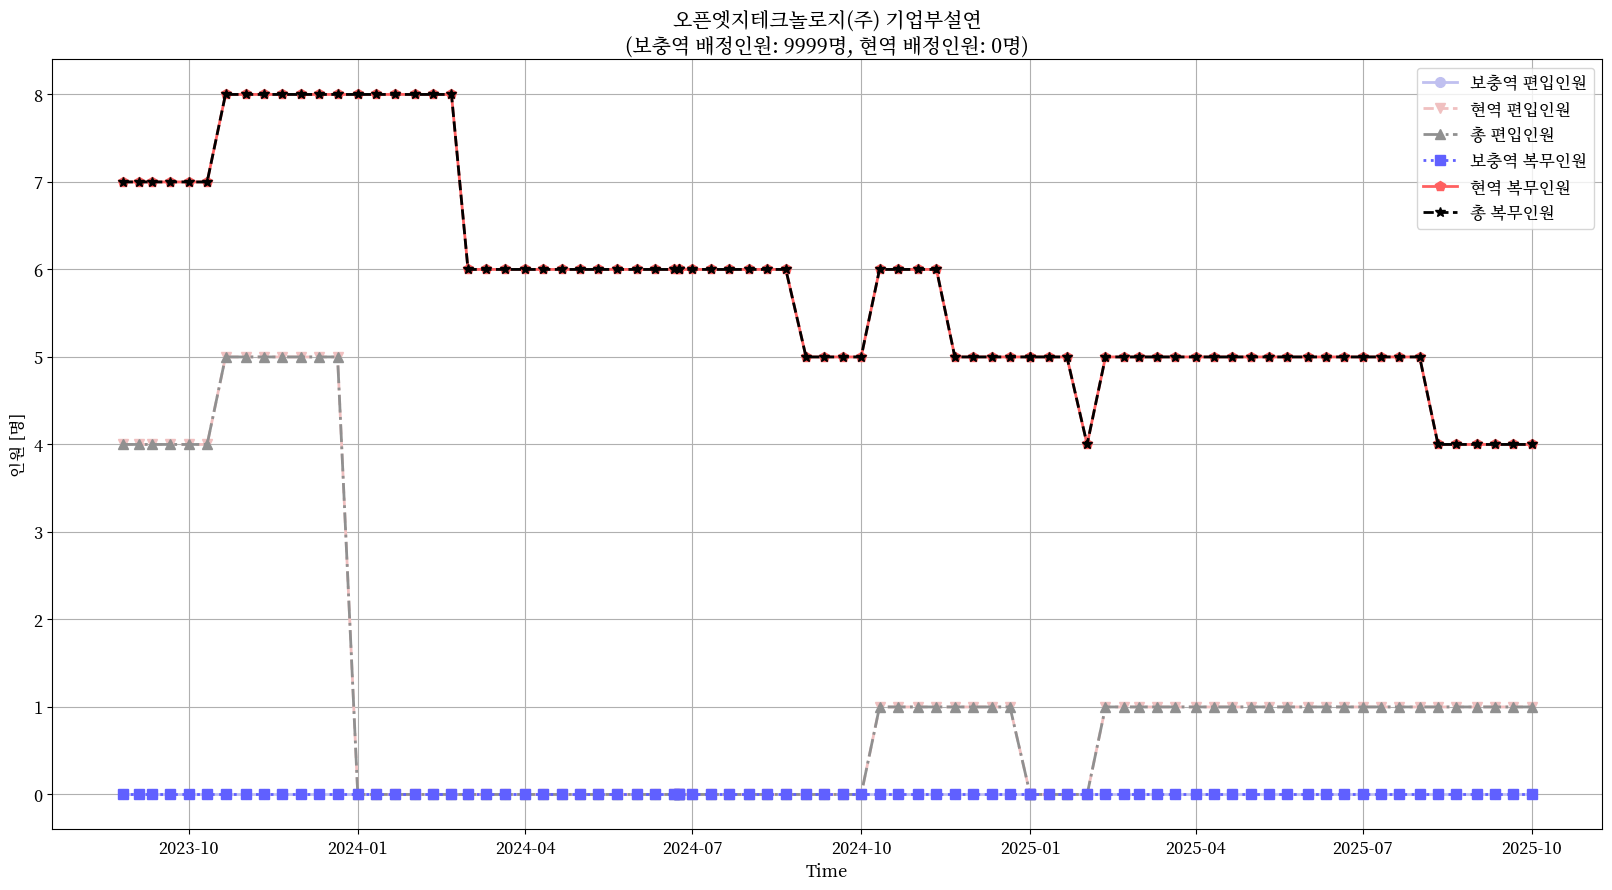 오픈엣지테크놀로지(주) 기업부설연
(보충역 배정인원: 9999명, 현역 배정인원: 0명)
보충역 편입인원
현역 편입인원
총 편입인원
보충역 복무인원
현역 복무인원
총 복무인원
인원 [명]
8
7
6
5
4
3
2
1
0
2023-10
2024-01
2024-04
2024-07
2024-10
2025-01
2025-04
2025-07
2025-10
Time